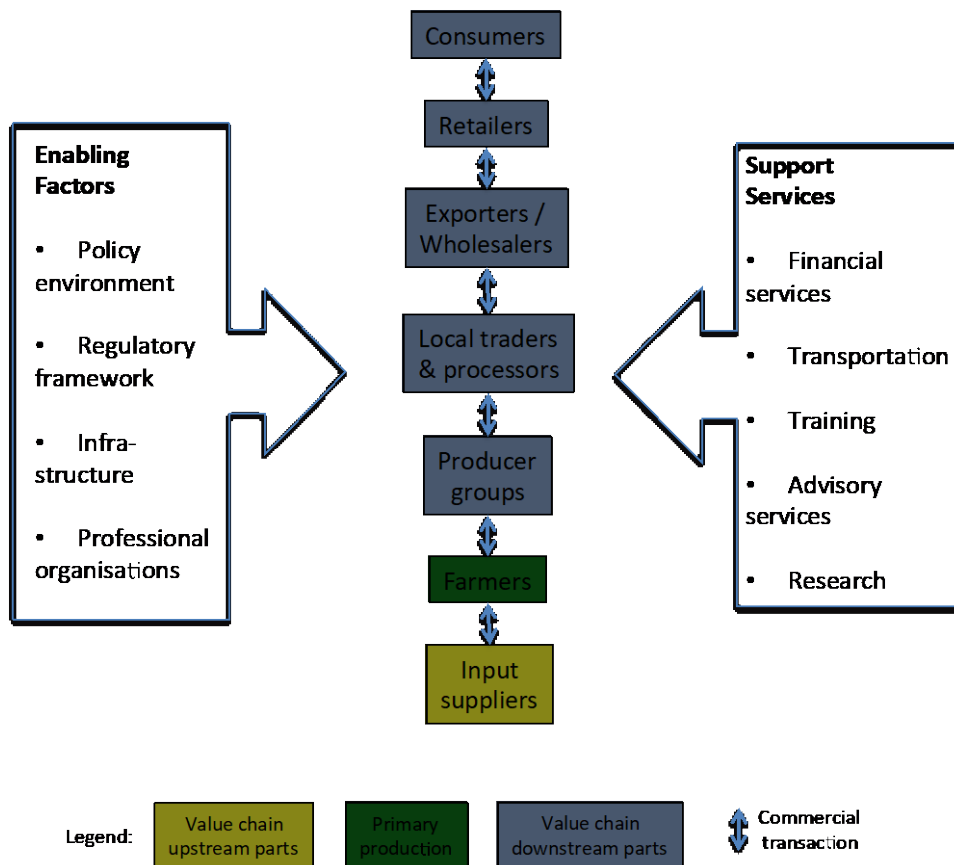 Consumers
Retailers
Exporters /
Wholesalers
Local traders
& processors
Producer
groups
Farmers
Input
suppliers
Enabling
Factors
• Policy
environment
• Regulatory
framework
• Infra-
structure
• Professional
organisations
Support
Services
• Financial
services
• Transportation
• Training
• Advisory
services
• Research
Legend:
Value chain
upstream parts
Primary
production
Value chain
downstream parts
Commercial
transaction